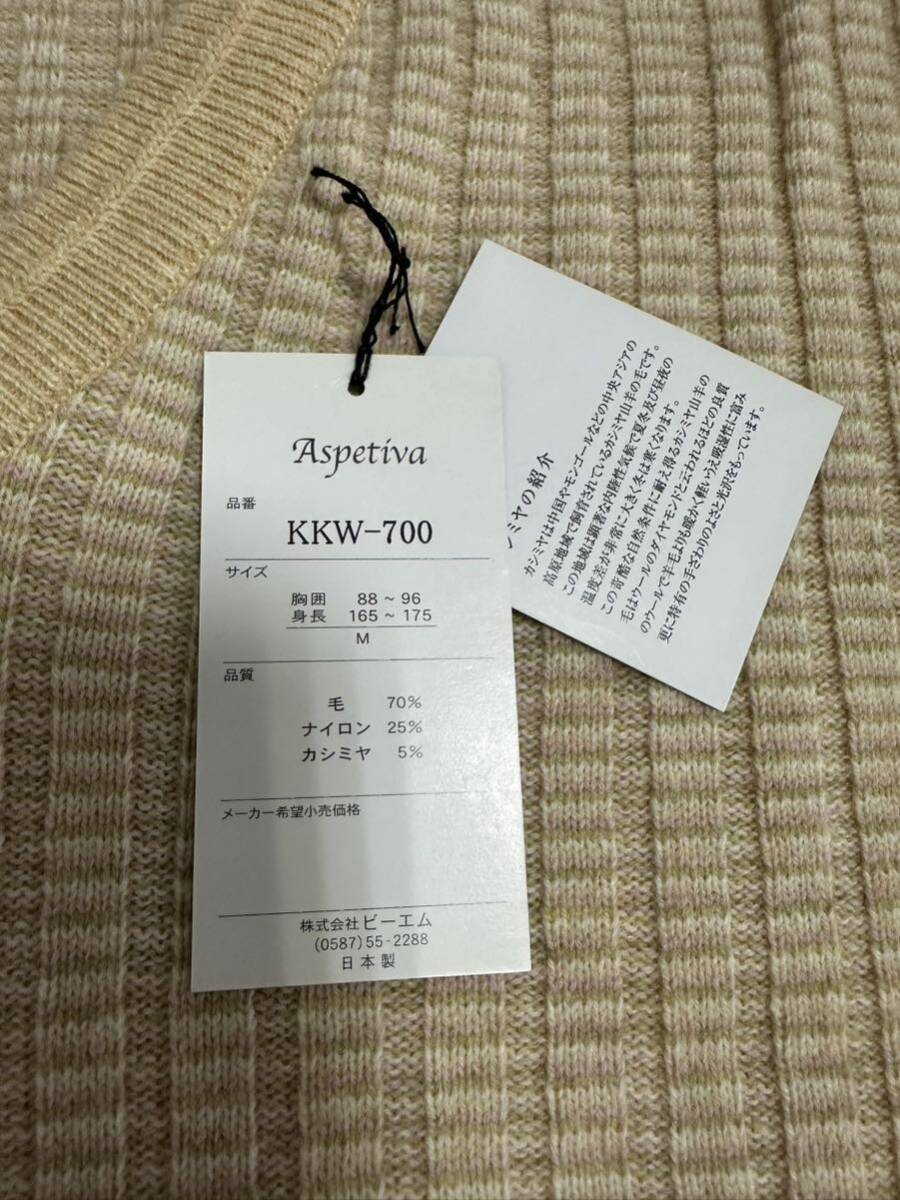 Aspetiva
品番
KKW-700
サイズ
胸囲 88~96
身長 165~175
M
品質
毛 70%
ナイロン 25%
カシミヤ 5%
メーカー希望小売価格
株式会社ビーエム
(0587)55-2288
日本製
ミヤの紹介
カシミヤは中国やモンゴールなどの中央アジアの
高原地域で飼育されているカシミヤ山羊の毛です。
この地域は顕著な内陸性気候で夏冬及び昼夜の
温度差が非常に大きく冬は寒くなります。
この苛酷な自然条件に耐え得るカシミヤ山羊の
毛はウールのダイヤモンドと云われるほどの良質
のウールで羊毛よりも暖かく軽いうえ吸湿性に富み
更に特有の手ざわりのよさと光沢をもっています。